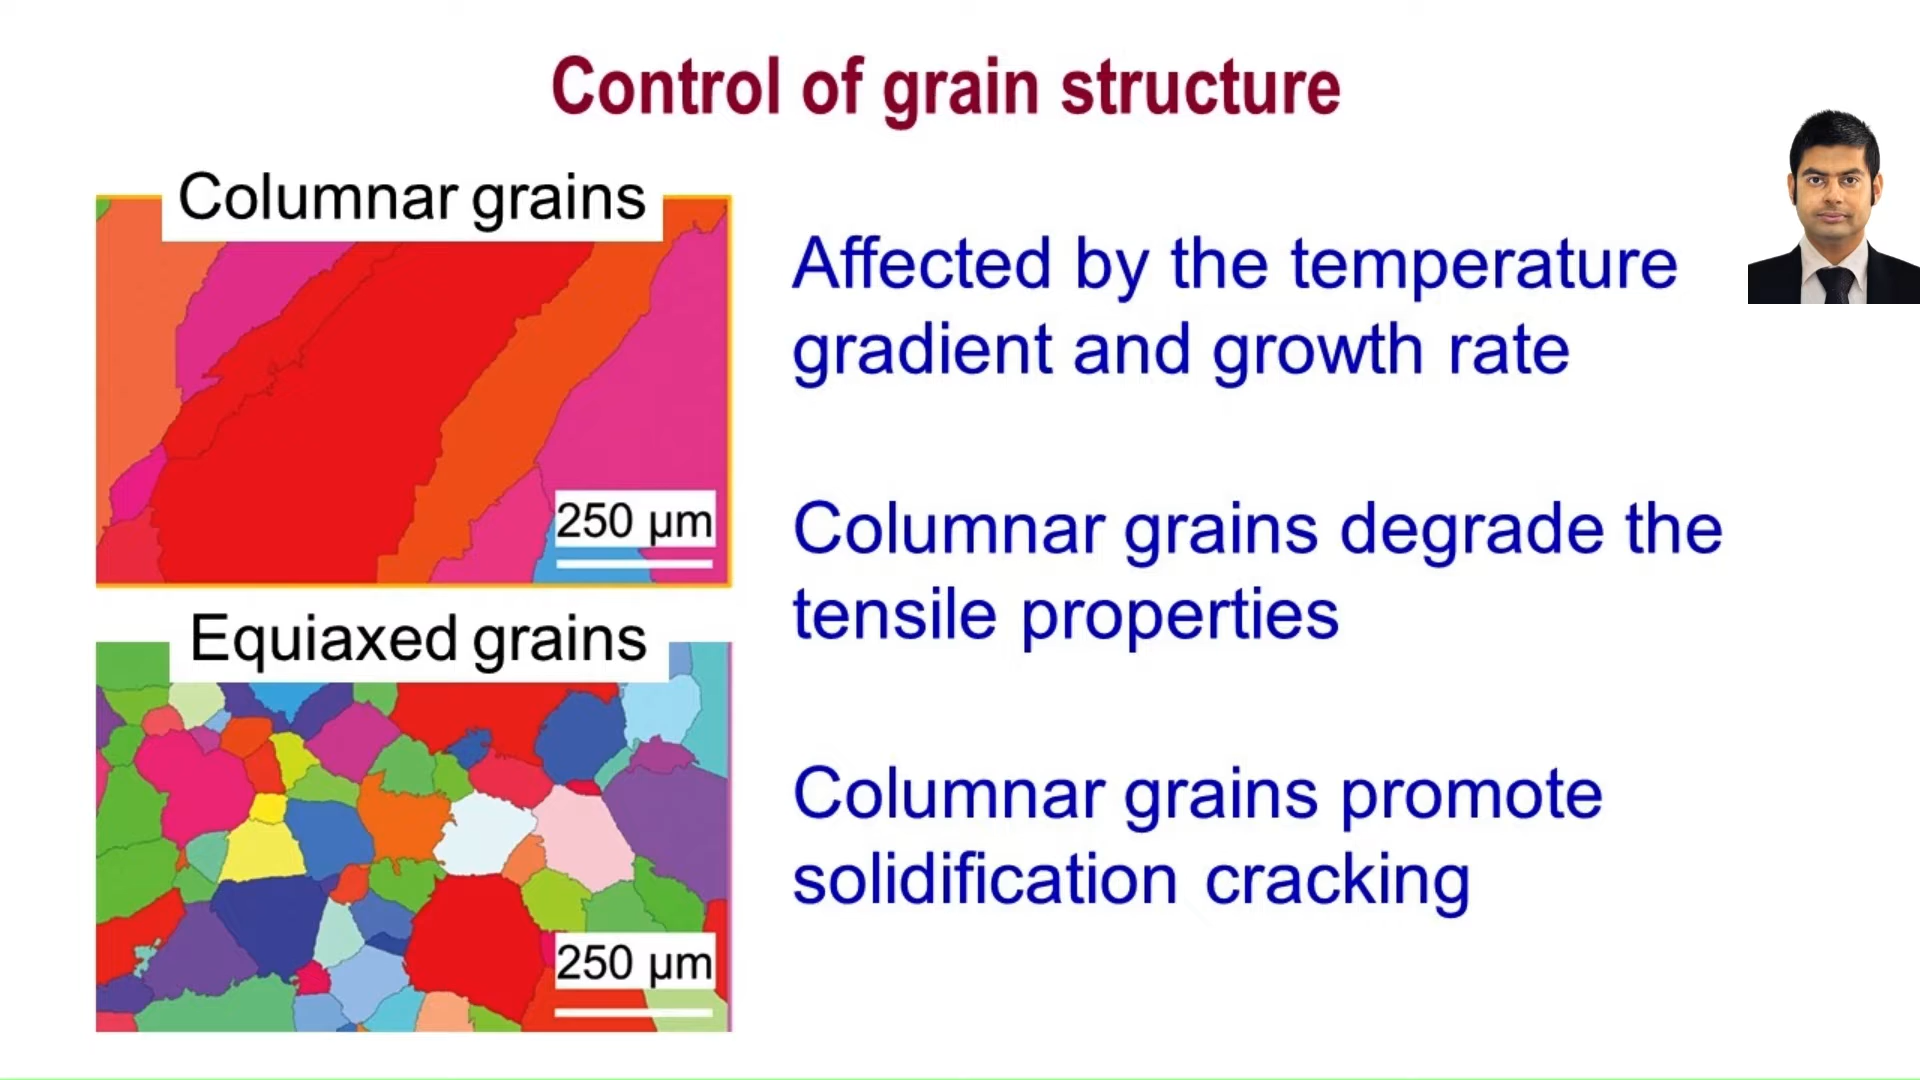 Control of grain structure
Columnar grains
250 µm
Equiaxed grains
250 µm
Affected by the temperature
gradient and growth rate
Columnar grains degrade the
tensile properties
Columnar grains promote
solidification cracking